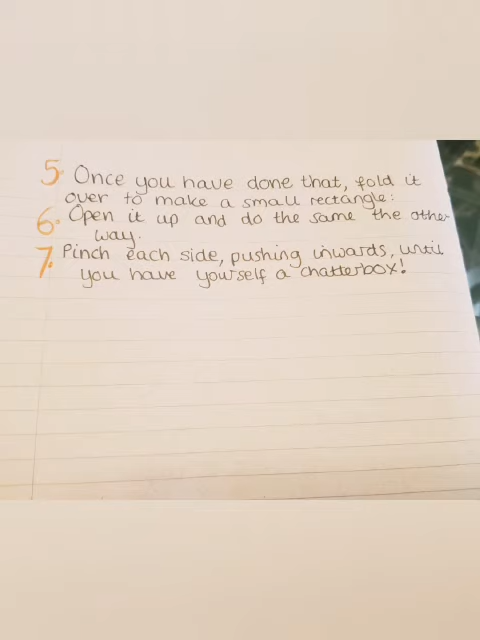 5. Once you have done that, fold it
over to make a small rectangle:
6. Open it up and do the same the other
way.
7. Pinch each side, pushing inwards, until
you have yourself a chatterbox!